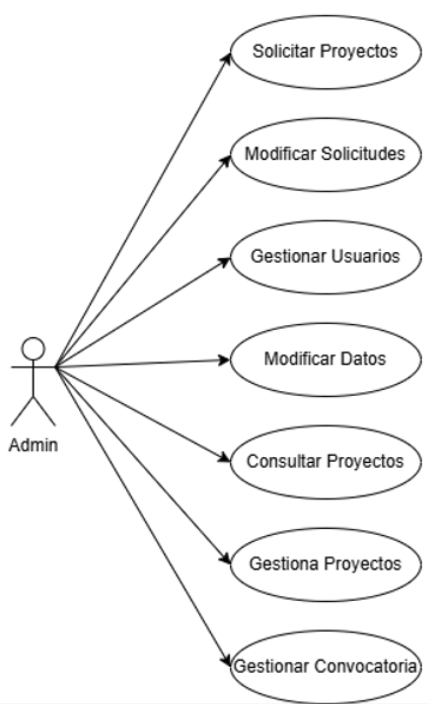 Solicitar Proyectos
Modificar Solicitudes
Gestionar Usuarios
Modificar Datos
Admin
Consultar Proyectos
Gestiona Proyectos
Gestionar Convocatoria